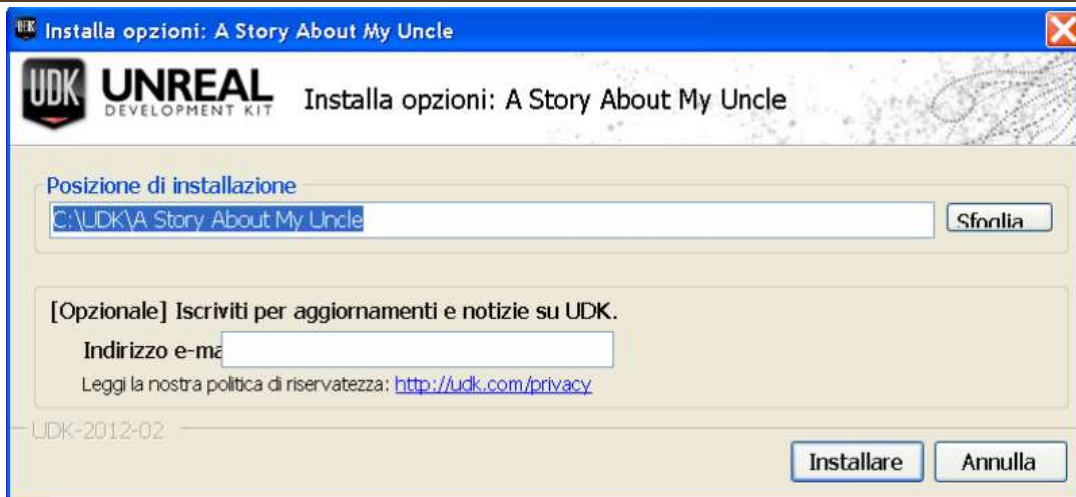 Installa opzioni: A Story About My Uncle
UDK UNREAL
DEVELOPMENT KIT
Installa opzioni: A Story About My Uncle
Posizione di installazione
C:\UDK\A Story About My Uncle
Sfoglia
[Opzionale] Iscriviti per aggiornamenti e notizie su UDK.
Indirizzo e-ma
Leggi la nostra politica di riservatezza: http://udk.com/privacy
UDK-2012-02
Installare
Annulla